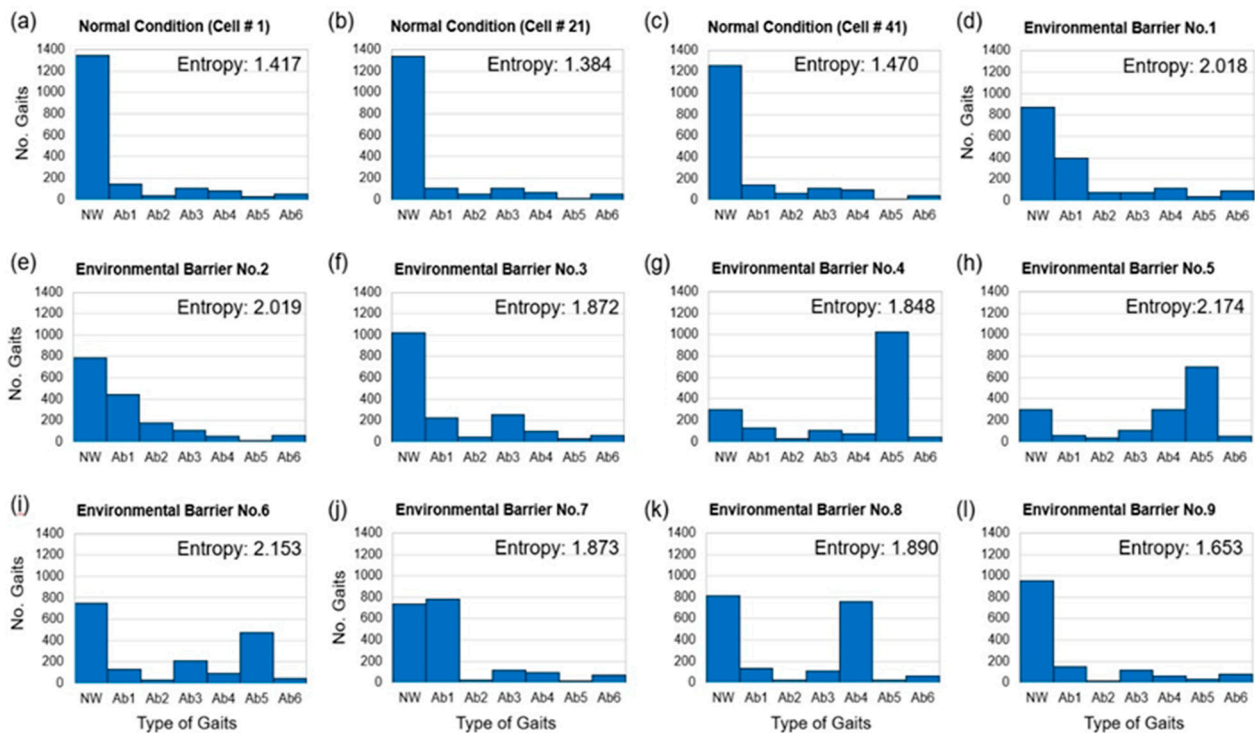 (a) Normal Condition (Cell # 1)
Entropy: 1.417
1400
1200
1000
800
600
400
200
0
No. Gaits
NW Ab1 Ab2 Ab3 Ab4 Ab5 Ab6
(b) Normal Condition (Cell # 21)
Entropy: 1.384
1400
1200
1000
800
600
400
200
0
NW Ab1 Ab2 Ab3 Ab4 Ab5 Ab6
(c) Normal Condition (Cell # 41)
Entropy: 1.470
1400
1200
1000
800
600
400
200
0
NW Ab1 Ab2 Ab3 Ab4 Ab5 Ab6
(d) Environmental Barrier No.1
Entropy: 2.018
1400
1200
1000
800
600
400
200
0
No. Gaits
NW Ab1 Ab2 Ab3 Ab4 Ab5 Ab6
(e) Environmental Barrier No.2
Entropy: 2.019
1400
1200
1000
800
600
400
200
0
NW Ab1 Ab2 Ab3 Ab4 Ab5 Ab6
(f) Environmental Barrier No.3
Entropy: 1.872
1400
1200
1000
800
600
400
200
0
NW Ab1 Ab2 Ab3 Ab4 Ab5 Ab6
(g) Environmental Barrier No.4
Entropy: 1.848
1400
1200
1000
800
600
400
200
0
NW Ab1 Ab2 Ab3 Ab4 Ab5 Ab6
(h) Environmental Barrier No.5
Entropy:2.174
1400
1200
1000
800
600
400
200
0
NW Ab1 Ab2 Ab3 Ab4 Ab5 Ab6
(i) Environmental Barrier No.6
Entropy: 2.153
1400
1200
1000
800
600
400
200
0
NW Ab1 Ab2 Ab3 Ab4 Ab5 Ab6
Type of Gaits
(j) Environmental Barrier No.7
Entropy: 1.873
1400
1200
1000
800
600
400
200
0
No. Gaits
NW Ab1 Ab2 Ab3 Ab4 Ab5 Ab6
Type of Gaits
(k) Environmental Barrier No.8
Entropy: 1.890
1400
1200
1000
800
600
400
200
0
NW Ab1 Ab2 Ab3 Ab4 Ab5 Ab6
Type of Gaits
(l) Environmental Barrier No.9
Entropy: 1.653
1400
1200
1000
800
600
400
200
0
NW Ab1 Ab2 Ab3 Ab4 Ab5 Ab6
Type of Gaits